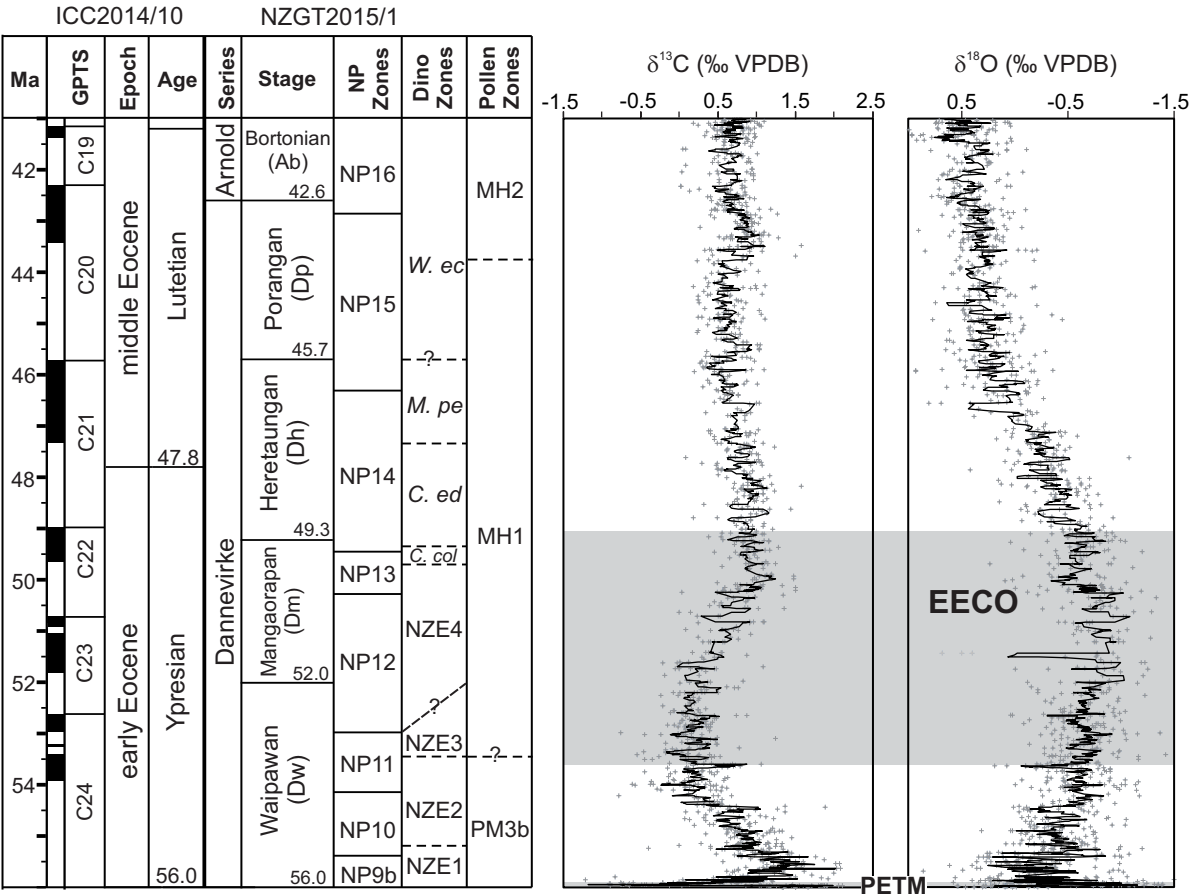 ICC2014/10 NZGT2015/1
Ma GPTS Epoch Age Series Stage NP Zones Dino Zones Pollen Zones
δ13C (‰ VPDB) δ18O (‰ VPDB)
-1.5 -0.5 0.5 1.5 2.5 0.5 -0.5 -1.5
42
44
46
48
50
52
54
C19
C20
C21
C22
C23
C24
middle Eocene
early Eocene
Lutetian
47.8
Ypresian
56.0
Arnold
Dannevirke
Bortonian
(Ab)
42.6
Porangan
(Dp)
45.7
Heretaungan
(Dh)
49.3
Mangaorapan
(Dm)
52.0
Waipawan
(Dw)
56.0
NP16
NP15
NP14
NP13
NP12
NP11
NP10
NP9b
W. ec
?
M. pe
C. ed
C. col
NZE4
?
NZE3
NZE2
NZE1
MH2
MH1
?
PM3b
EECO
PETM